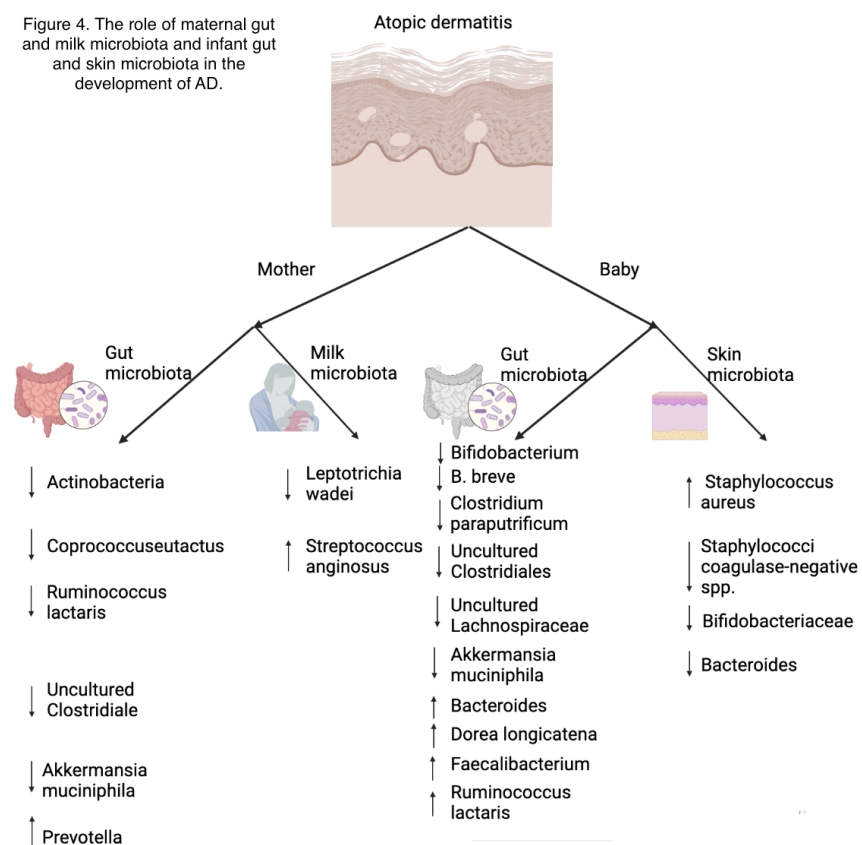 Figure 4. The role of maternal gut
and milk microbiota and infant gut
and skin microbiota in the
development of AD.
Atopic dermatitis
Mother
Baby
Gut
microbiota
Milk
microbiota
Gut
microbiota
Skin
microbiota
↓ Actinobacteria
↓ Coprococcuseutactus
↓ Ruminococcus
lactaris
↓ Uncultured
Clostridiale
↓ Akkermansia
muciniphila
↑ Prevotella
↓ Leptotrichia
wadei
↑ Streptococcus
anginosus
↓ Bifidobacterium
↓ B. breve
↓ Clostridium
paraputrificum
↓ Uncultured
Clostridiales
↓ Uncultured
Lachnospiraceae
↓ Akkermansia
muciniphila
↑ Bacteroides
↑ Dorea longicatena
↑ Faecalibacterium
↑ Ruminococcus
lactaris
↑ Staphylococcus
aureus
↓ Staphylococci
coagulase-negative
spp.
↓ Bifidobacteriaceae
↓ Bacteroides